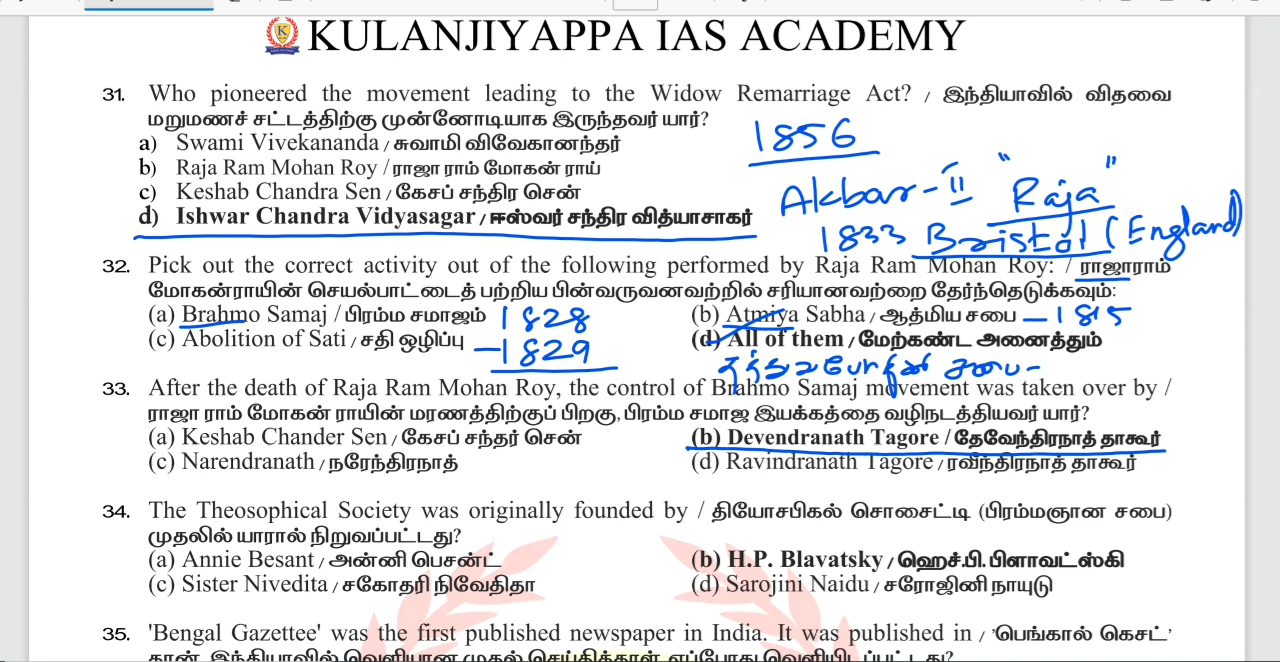 KULANJIYAPPA IAS ACADEMY
31. Who pioneered the movement leading to the Widow Remarriage Act? / இந்தியாவில் விதவை
மறுமணச் சட்டத்திற்கு முன்னோடியாக இருந்தவர் யார்?
a) Swami Vivekananda / சுவாமி விவேகானந்தர்
1856
b) Raja Ram Mohan Roy / ராஜா ராம் மோகன் ராய்
c) Keshab Chandra Sen / கேசப் சந்திர சென்
Akbar - II "Raja"
d) Ishwar Chandra Vidyasagar / ஈஸ்வர் சந்திர வித்யாசாகர்
1833 Bristol (England)
32. Pick out the correct activity out of the following performed by Raja Ram Mohan Roy: / ராஜாராம்
மோகன்ராயின் செயல்பாட்டைத் பற்றிய பின்வருவனவற்றில் சரியானவற்றை தேர்ந்தெடுக்கவும்:
(a) Brahmo Samaj / பிரம்ம சமாஜம் 1828 (b) Atmiya Sabha / ஆத்மிய சபை - 1815
(c) Abolition of Sati / சதி ஒழிப்பு - 1829 (d) All of them / மேற்கண்ட அனைத்தும்
சபை -
33. After the death of Raja Ram Mohan Roy, the control of Brahmo Samaj movement was taken over by /
ராஜா ராம் மோகன் ராயின் மரணத்திற்குப் பிறகு, பிரம்ம சமாஜ இயக்கத்தை வழிநடத்தியவர் யார்?
(a) Keshab Chander Sen / கேசப் சந்தர் சென் (b) Devendranath Tagore / தேவேந்திரநாத் தாகூர்
(c) Narendranath / நரேந்திரநாத் (d) Ravindranath Tagore / ரவீந்திரநாத் தாகூர்
34. The Theosophical Society was originally founded by / தியோசபிகல் சொசைட்டி (பிரம்மஞான சபை)
முதலில் யாரால் நிறுவப்பட்டது?
(a) Annie Besant / அன்னி பெசன்ட் (b) H.P. Blavatsky / ஹெச்.பி. பிளாவட்ஸ்கி
(c) Sister Nivedita / சகோதரி நிவேதிதா (d) Sarojini Naidu / சரோஜினி நாயுடு
35. 'Bengal Gazettee' was the first published newspaper in India. It was published in / 'பெங்கால் கெசட்'
தான், இந்தியாவில் வெளியான முதல் செய்தித்தாள். எப்போது வெளியிடப்பட்டது?